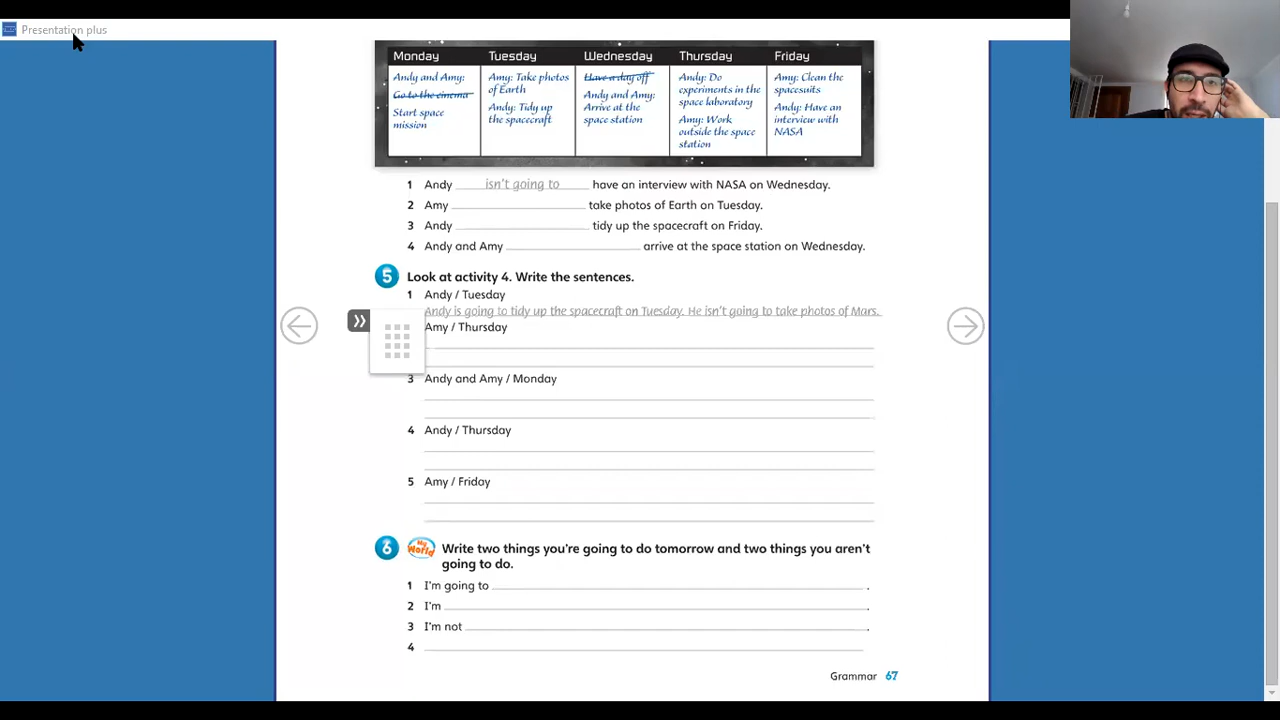 Presentation plus
Monday Tuesday Wednesday Thursday Friday
Andy and Amy:
Go to the cinema
Start space
mission
Amy: Take photos
of Earth
Andy: Tidy up
the spacecraft
Have a day off
Andy and Amy:
Arrive at the
space station
Andy: Do
experiments in the
space laboratory
Amy: Work
outside the space
station
Amy: Clean the
spacesuits
Andy: Have an
interview with
NASA
1 Andy isn't going to have an interview with NASA on Wednesday.
2 Amy take photos of Earth on Tuesday.
3 Andy tidy up the spacecraft on Friday.
4 Andy and Amy arrive at the space station on Wednesday.
5 Look at activity 4. Write the sentences.
1 Andy / Tuesday
Andy is going to tidy up the spacecraft on Tuesday. He isn't going to take photos of Mars.
Amy / Thursday
3 Andy and Amy / Monday
4 Andy / Thursday
5 Amy / Friday
6 My World Write two things you're going to do tomorrow and two things you aren't
going to do.
1 I'm going to .
2 I'm .
3 I'm not .
4
Grammar 67